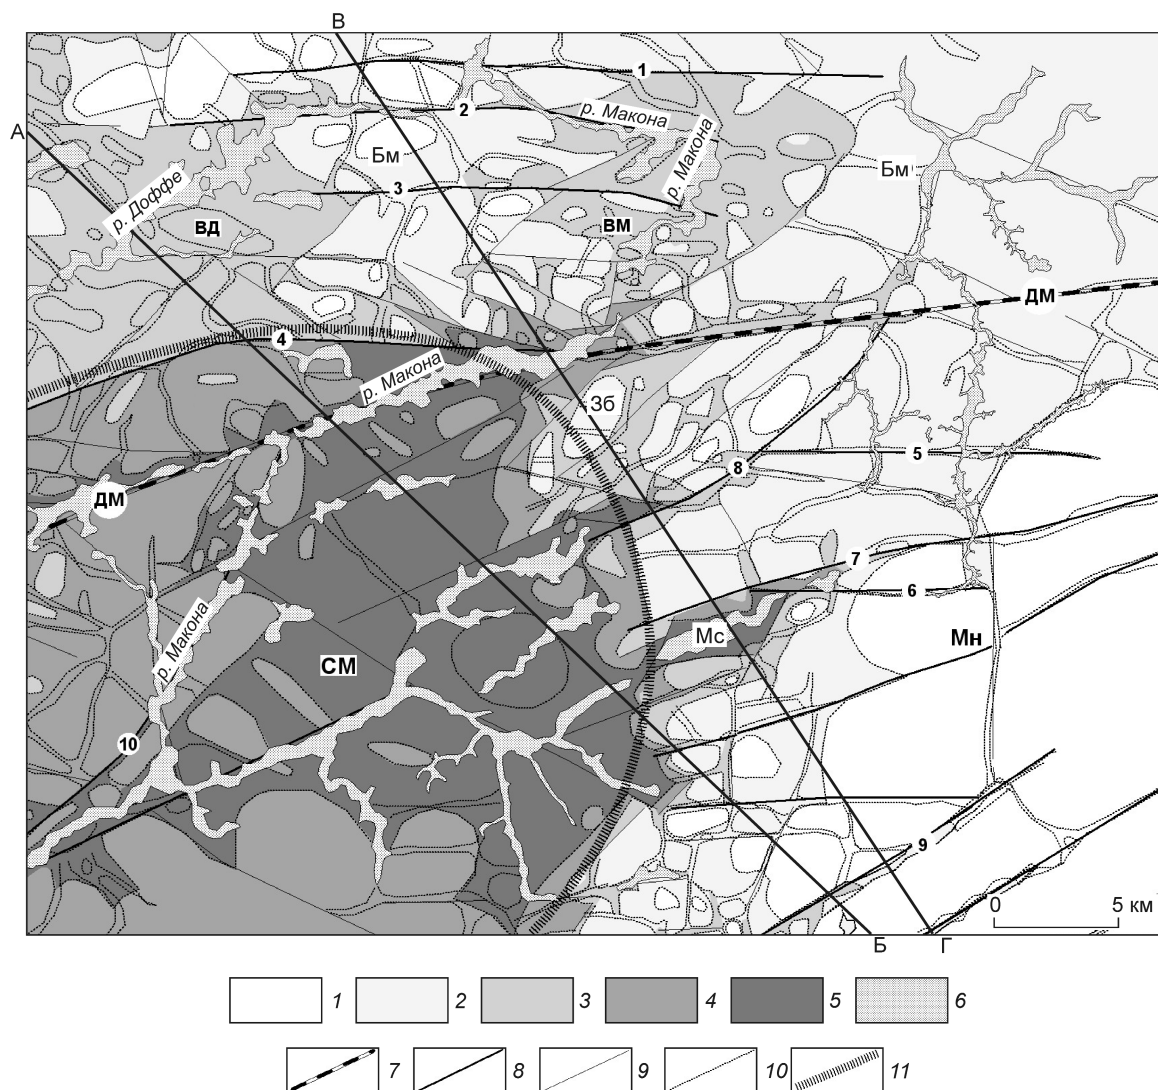 В
А
1
2
р. Макона
Бм
р. Макона
Бм
3
р. Доффе
ВД
ВМ
ДМ
4
р. Макона
Зб
8
5
ДМ
7
6
р. Макона
Мс
Мн
СМ
10
9
0 5 км
Б Г
1 2 3 4 5 6
7 8 9 10 11